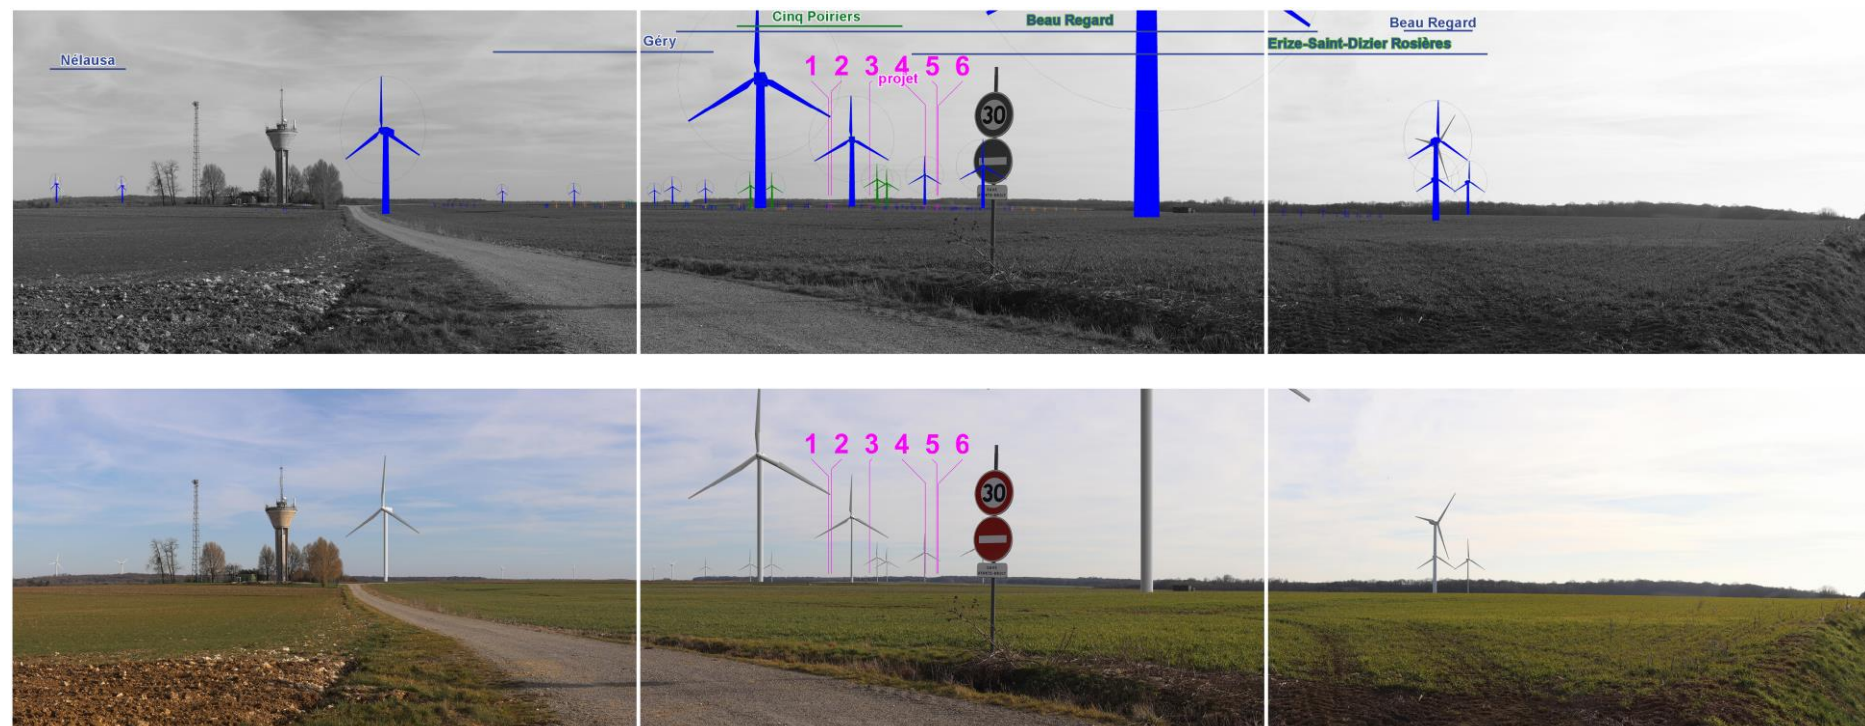 Cinq Poiriers
Beau Regard
Beau Regard
Géry
Erize-Saint-Dizier Rosières
Nélausa
1 2 3 4 5 6
projet
30
1 2 3 4 5 6
30